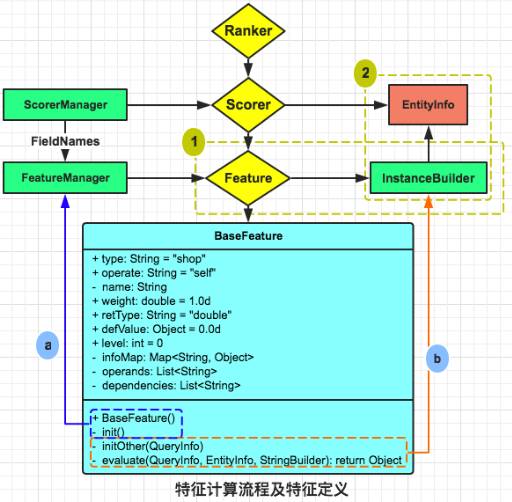 Ranker
2
ScorerManager
Scorer
EntityInfo
FieldNames
1
FeatureManager
Feature
InstanceBuilder
BaseFeature
+ type: String = "shop"
+ operate: String = "self"
- name: String
+ weight: double = 1.0d
+ retType: String = "double"
+ defValue: Object = 0.0d
+ level: int = 0
- infoMap: Map<String, Object>
- operands: List<String>
- dependencies: List<String>
a
b
+ BaseFeature()
- init()
- initOther(QueryInfo)
- evaluate(QueryInfo, EntityInfo, StringBuilder): return Object
特征计算流程及特征定义